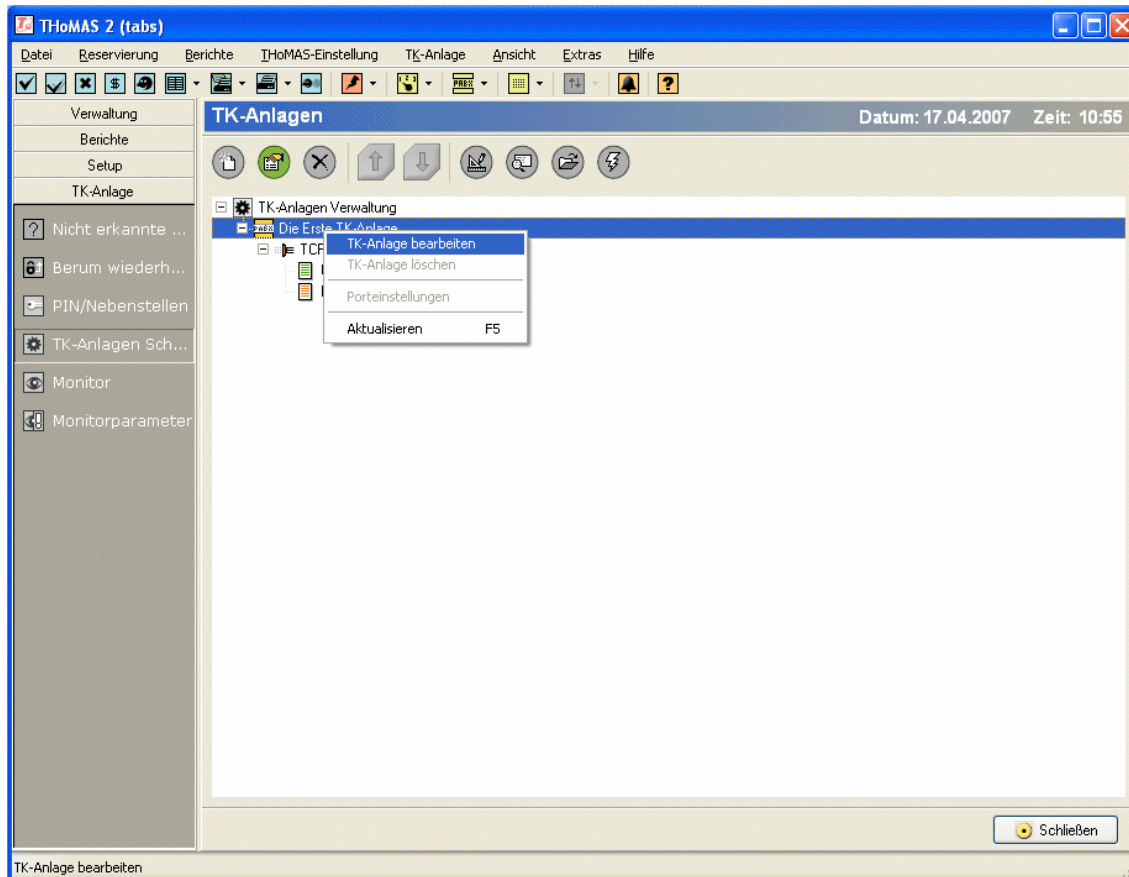 THoMAS 2 (tabs)
Datei Reservierung Berichte THoMAS-Einstellung TK-Anlage Ansicht Extras Hilfe
PABX
Verwaltung
Berichte
Setup
TK-Anlage
Nicht erkannte ...
Berum wiederh...
PIN/Nebenstellen
TK-Anlagen Sch...
Monitor
Monitorparameter
TK-Anlagen Datum: 17.04.2007 Zeit: 10:55
TK-Anlagen Verwaltung
PABX Die Erste TK-Anlage
TCP
TK-Anlage bearbeiten
TK-Anlage löschen
Porteinstellungen
Aktualisieren F5
Schließen
TK-Anlage bearbeiten